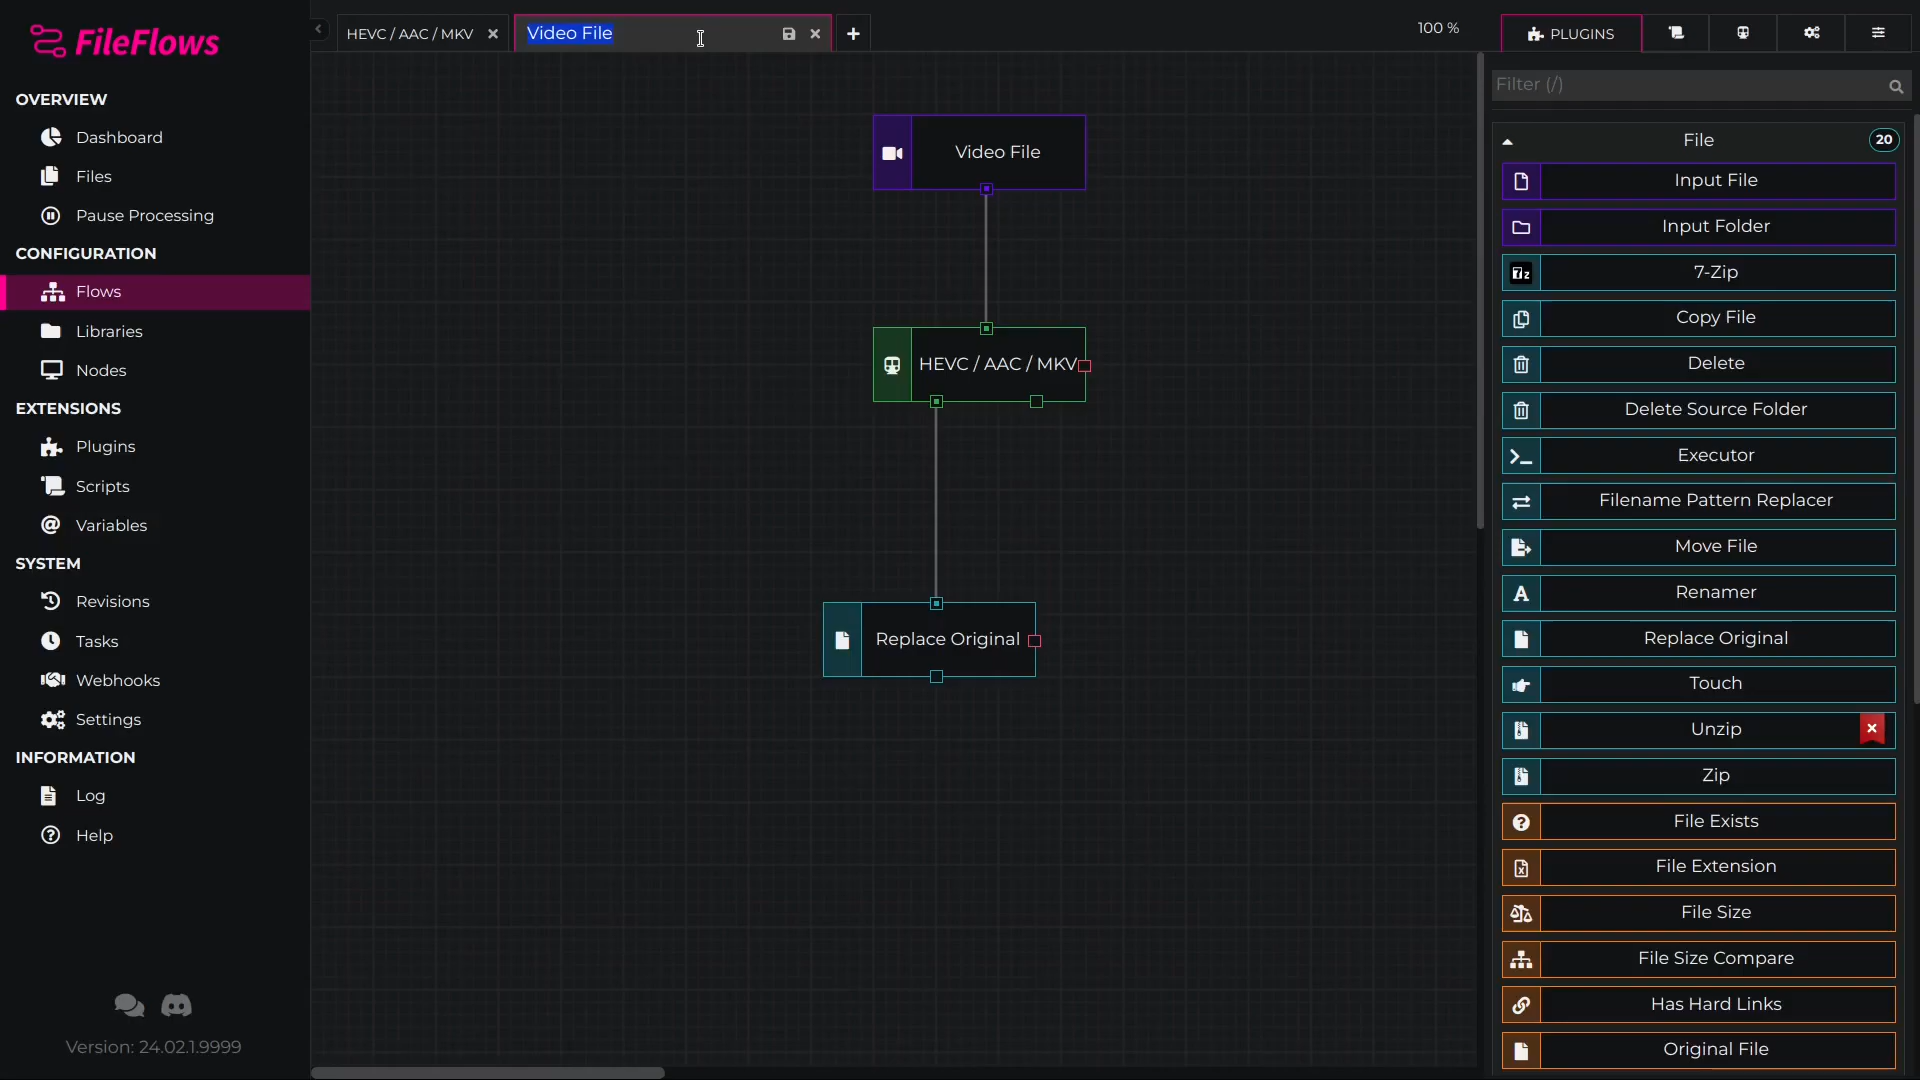 FileFlows
OVERVIEW
Dashboard
Files
Pause Processing
CONFIGURATION
Flows
Libraries
Nodes
EXTENSIONS
Plugins
Scripts
Variables
SYSTEM
Revisions
Tasks
Webhooks
Settings
INFORMATION
Log
Help
Version: 24.02.1.9999
HEVC / AAC / MKV
Video File
100 %
Video File
HEVC / AAC / MKV
Replace Original
PLUGINS
Filter (/)
File
20
Input File
Input Folder
7-Zip
Copy File
Delete
Delete Source Folder
Executor
Filename Pattern Replacer
Move File
Renamer
Replace Original
Touch
Unzip
Zip
File Exists
File Extension
File Size
File Size Compare
Has Hard Links
Original File